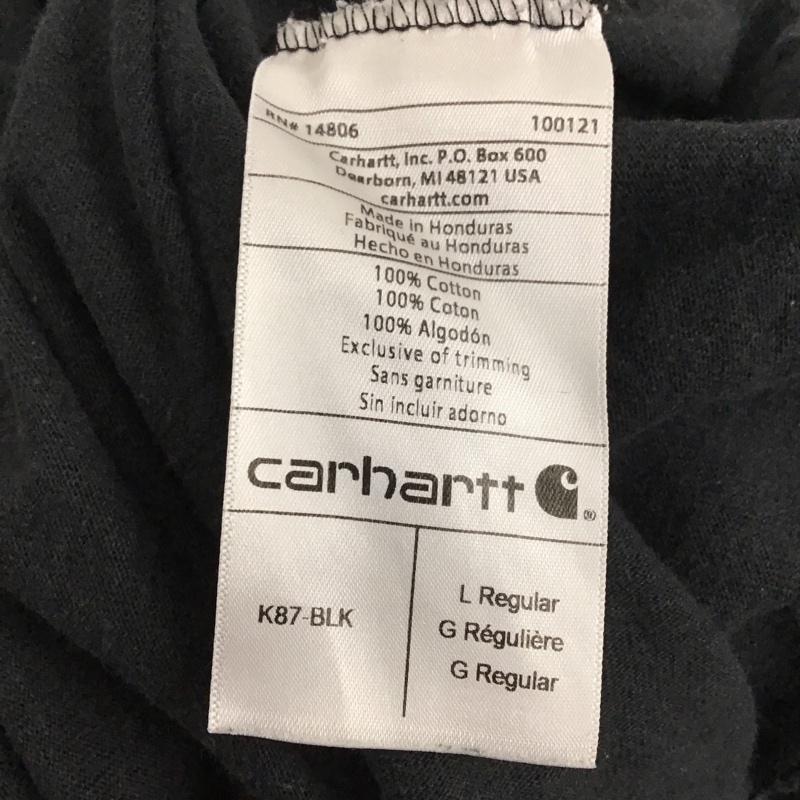 RN# 14806 100121
Carhartt, Inc. P.O. Box 600
Dearborn, MI 48121 USA
carhartt.com
Made in Honduras
Fabriqué au Honduras
Hecho en Honduras
100% Cotton
100% Coton
100% Algodón
Exclusive of trimming
Sans garniture
Sin incluir adorno
carhartt ®
K87-BLK
L Regular
G Régulière
G Regular